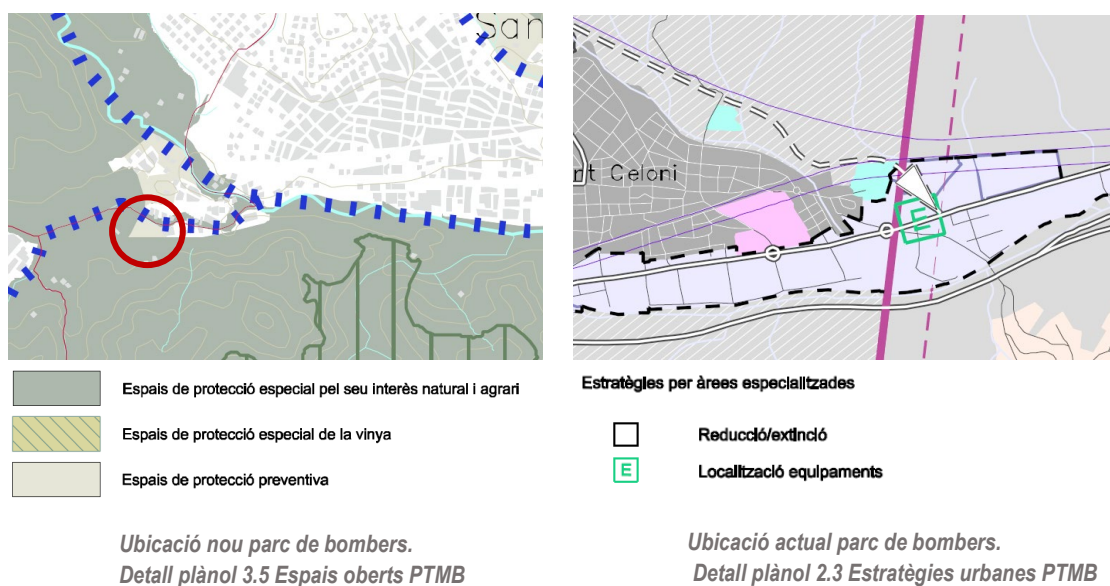 San
nt Celoni
E
Espais de protecció especial pel seu interès natural i agrari
Espais de protecció especial de la vinya
Espais de protecció preventiva
Estratègies per àrees especialitzades
Reducció/extinció
E Localització equipaments
Ubicació nou parc de bombers.
Detall plànol 3.5 Espais oberts PTMB
Ubicació actual parc de bombers.
Detall plànol 2.3 Estratègies urbanes PTMB